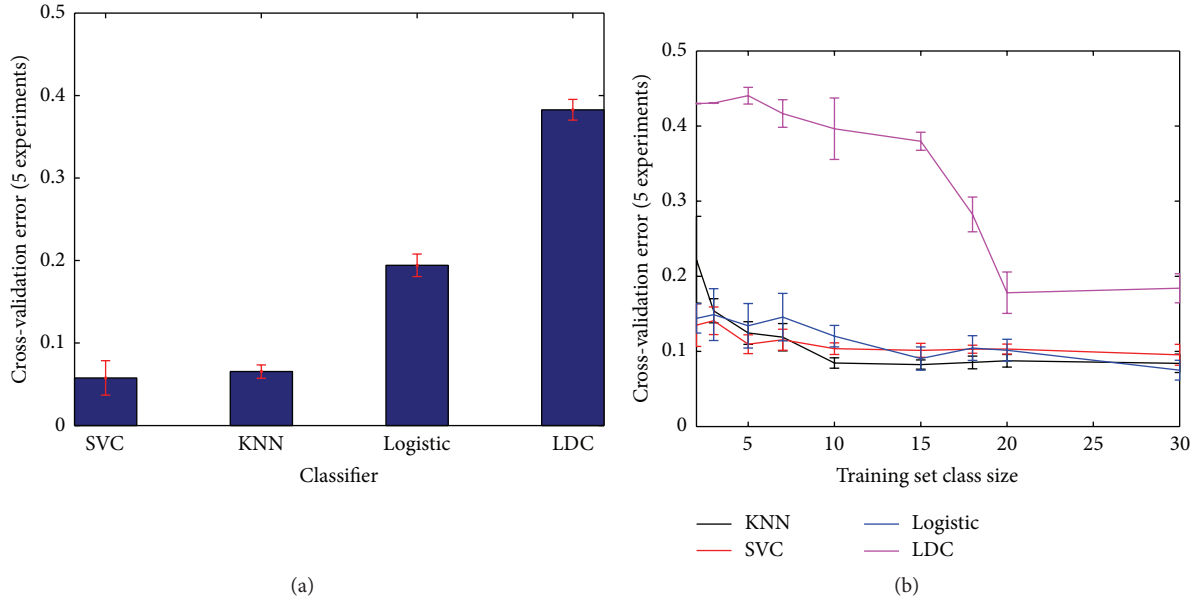 0.5
0.4
0.3
0.2
0.1
0
Cross-validation error (5 experiments)
SVC KNN Logistic LDC
Classifier
(a)
0.5
0.4
0.3
0.2
0.1
0
Cross-validation error (5 experiments)
5 10 15 20 25 30
Training set class size
KNN Logistic
SVC LDC
(b)